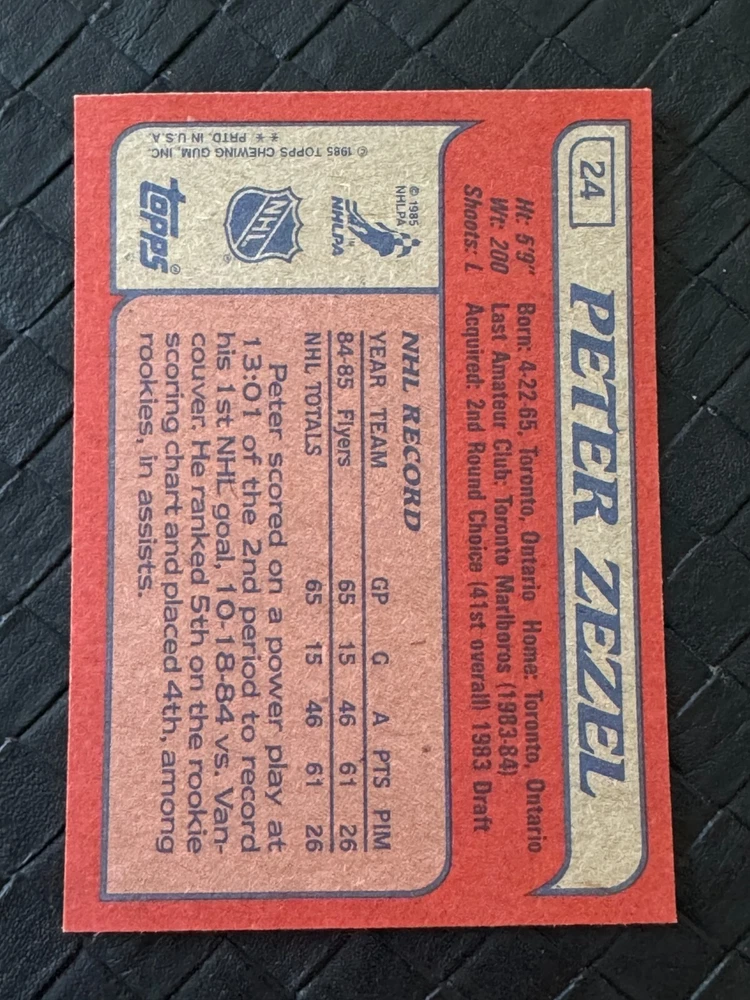 24
PETER ZEZEL
Ht: 5'9" Born: 4-22-65, Toronto, Ontario Home: Toronto, Ontario
Wt: 200 Last Amateur Club: Toronto Marlboros (1983-84)
Shoots: L Acquired: 2nd Round Choice (41st overall) 1983 Draft
© 1985
NHLPA
NHLPA
TM
NHL
®
TOPPS®
© 1985 TOPPS CHEWING GUM, INC.
* * PRTD. IN U.S.A.
NHL RECORD
YEAR TEAM GP G A PTS PIM
84-85 Flyers 65 15 46 61 26
NHL TOTALS 65 15 46 61 26
Peter scored on a power play at
13:01 of the 2nd period to record
his 1st NHL goal, 10-18-84 vs. Van-
couver. He ranked 5th on the rookie
scoring chart and placed 4th, among
rookies, in assists.